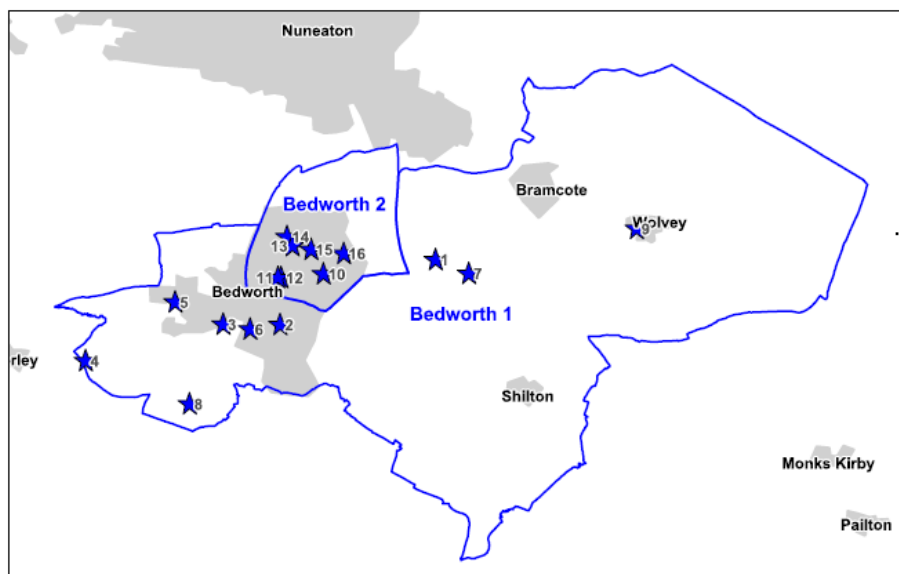 Nuneaton
Bramcote
Bedworth 2
Wolvey
9
14
13
15
16
1
11
12
10
7
Bedworth
5
Bedworth 1
3
6
2
rley
4
Shilton
8
Monks Kirby
Pailton